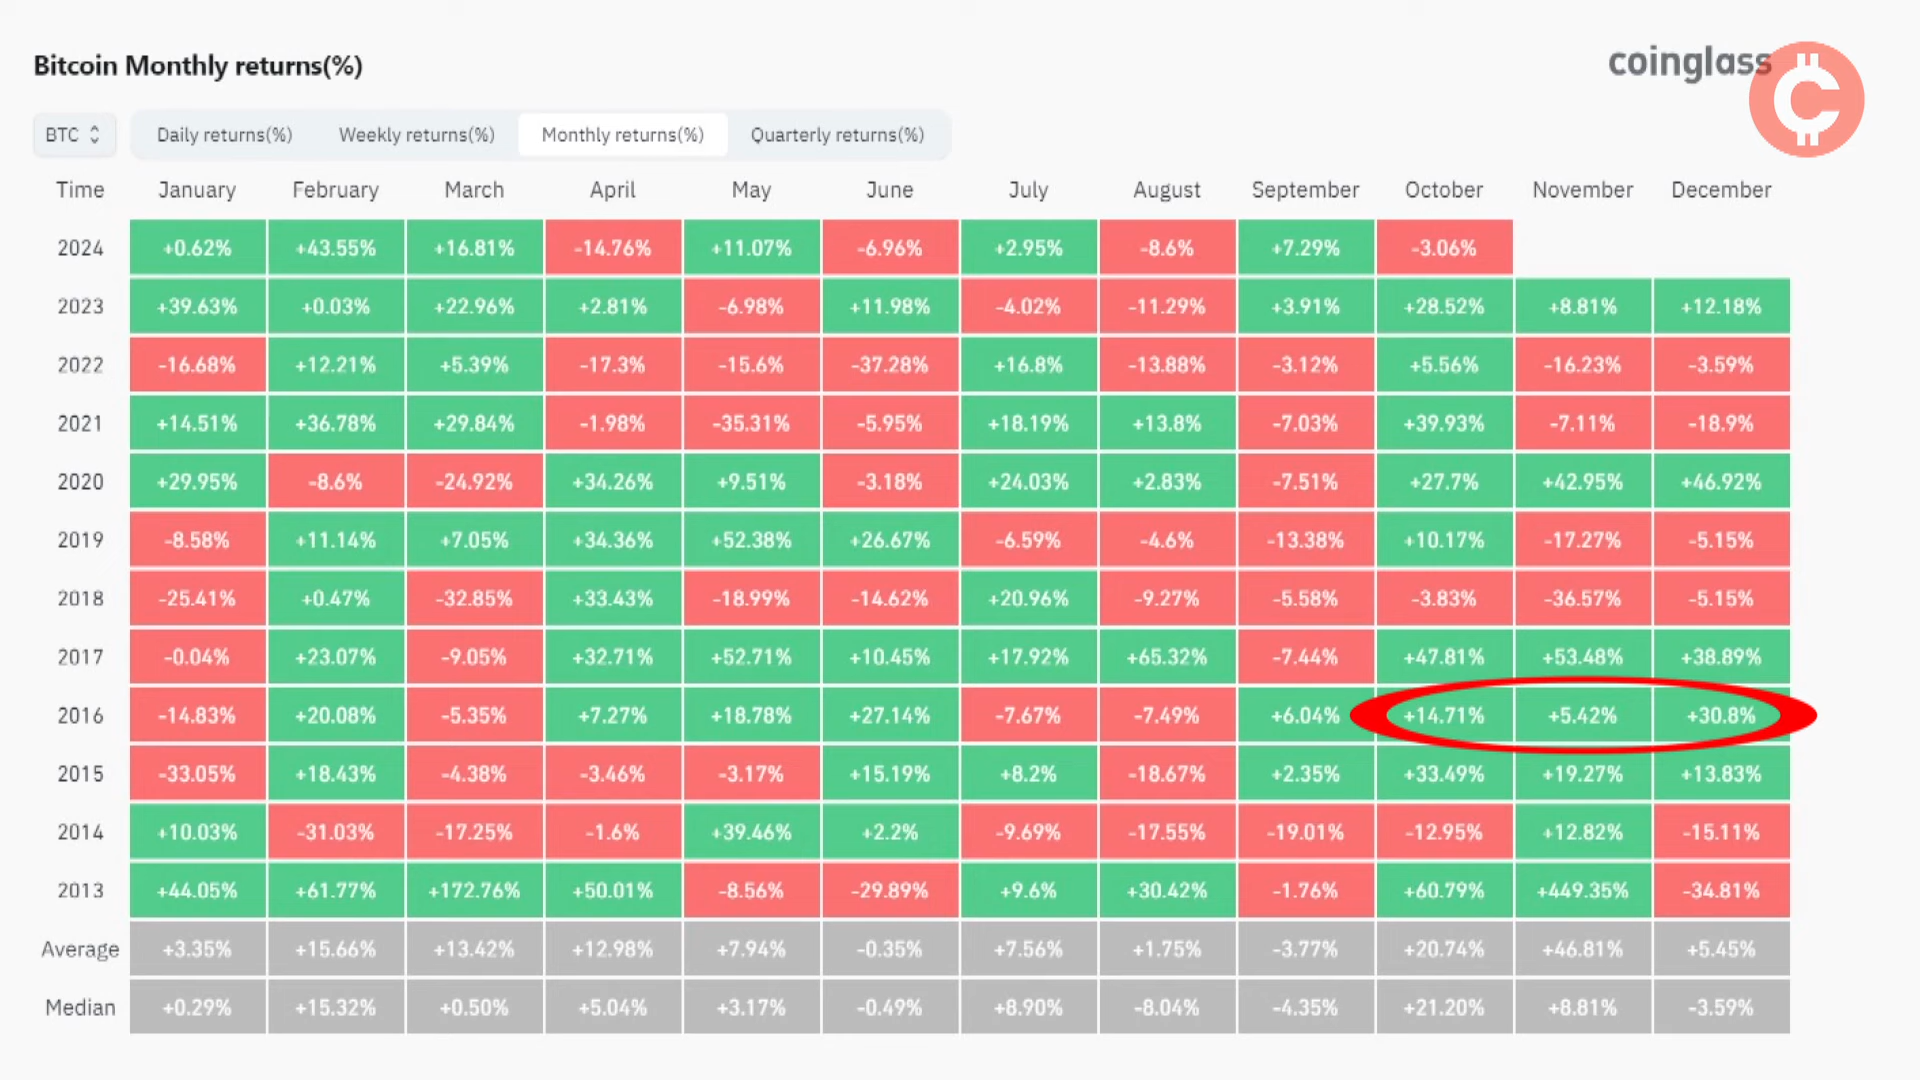 Bitcoin Monthly returns(%)
coinglass
BTC Daily returns(%) Weekly returns(%) Monthly returns(%) Quarterly returns(%)
Time January February March April May June July August September October November December
2024 +0.62% +43.55% +16.81% -14.76% +11.07% -6.96% +2.95% -8.6% +7.29% -3.06%
2023 +39.63% +0.03% +22.96% +2.81% -6.98% +11.98% -4.02% -11.29% +3.91% +28.52% +8.81% +12.18%
2022 -16.68% +12.21% +5.39% -17.3% -15.6% -37.28% +16.8% -13.88% -3.12% +5.56% -16.23% -3.59%
2021 +14.51% +36.78% +29.84% -1.98% -35.31% -5.95% +18.19% +13.8% -7.03% +39.93% -7.11% -18.9%
2020 +29.95% -8.6% -24.92% +34.26% +9.51% -3.18% +24.03% +2.83% -7.51% +27.7% +42.95% +46.92%
2019 -8.58% +11.14% +7.05% +34.36% +52.38% +26.67% -6.59% -4.6% -13.38% +10.17% -17.27% -5.15%
2018 -25.41% +0.47% -32.85% +33.43% -18.99% -14.62% +20.96% -9.27% -5.58% -3.83% -36.57% -5.15%
2017 -0.04% +23.07% -9.05% +32.71% +52.71% +10.45% +17.92% +65.32% -7.44% +47.81% +53.48% +38.89%
2016 -14.83% +20.08% -5.35% +7.27% +18.78% +27.14% -7.67% -7.49% +6.04% +14.71% +5.42% +30.8%
2015 -33.05% +18.43% -4.38% -3.46% -3.17% +15.19% +8.2% -18.67% +2.35% +33.49% +19.27% +13.83%
2014 +10.03% -31.03% -17.25% -1.6% +39.46% +2.2% -9.69% -17.55% -19.01% -12.95% +12.82% -15.11%
2013 +44.05% +61.77% +172.76% +50.01% -8.56% -29.89% +9.6% +30.42% -1.76% +60.79% +449.35% -34.81%
Average +3.35% +15.66% +13.42% +12.98% +7.94% -0.35% +7.56% +1.75% -3.77% +20.74% +46.81% +5.45%
Median +0.29% +15.32% +0.50% +5.04% +3.17% -0.49% +8.90% -8.04% -4.35% +21.20% +8.81% -3.59%